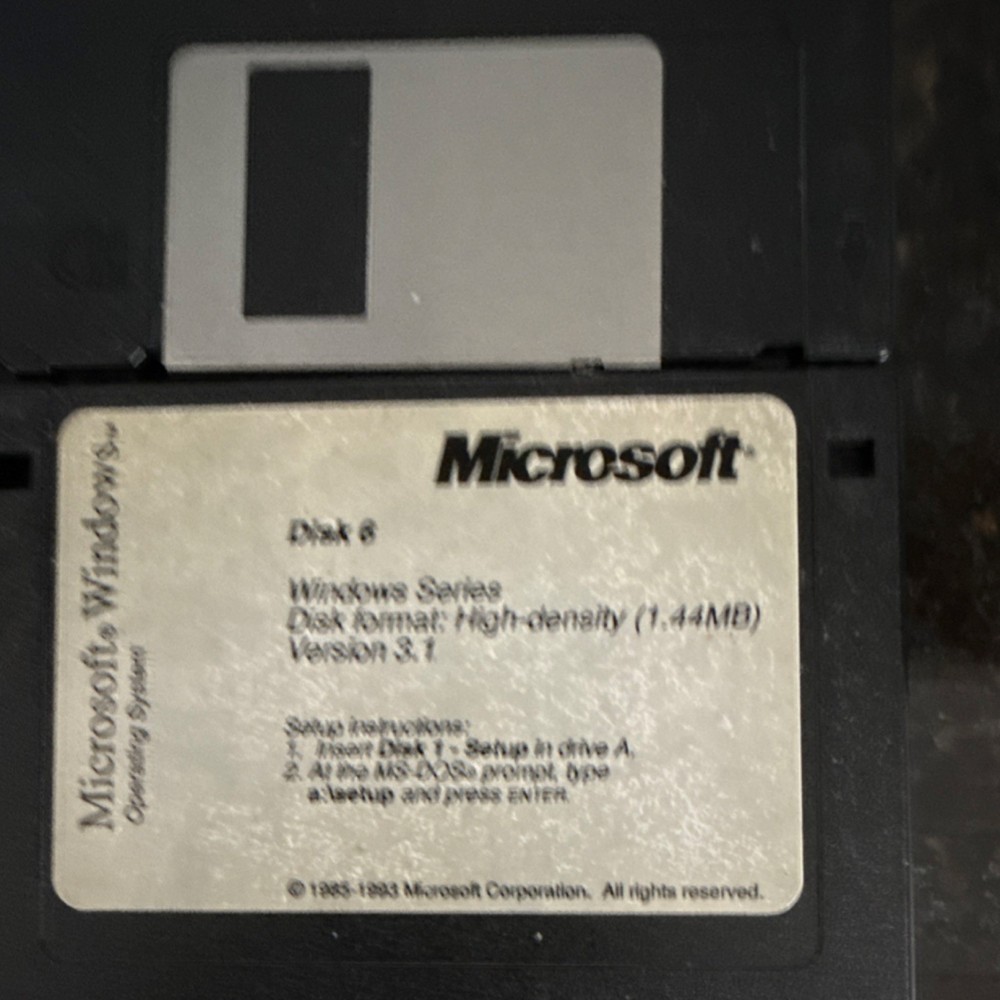 Microsoft®
Disk 6
Windows Series
Disk format: High-density (1.44MB)
Version 3.1
Setup instructions:
1. Insert Disk 1 - Setup in drive A.
2. At the MS-DOS® prompt, type
a:\setup and press ENTER.
© 1985-1993 Microsoft Corporation. All rights reserved.
Microsoft® Windows™
Operating System